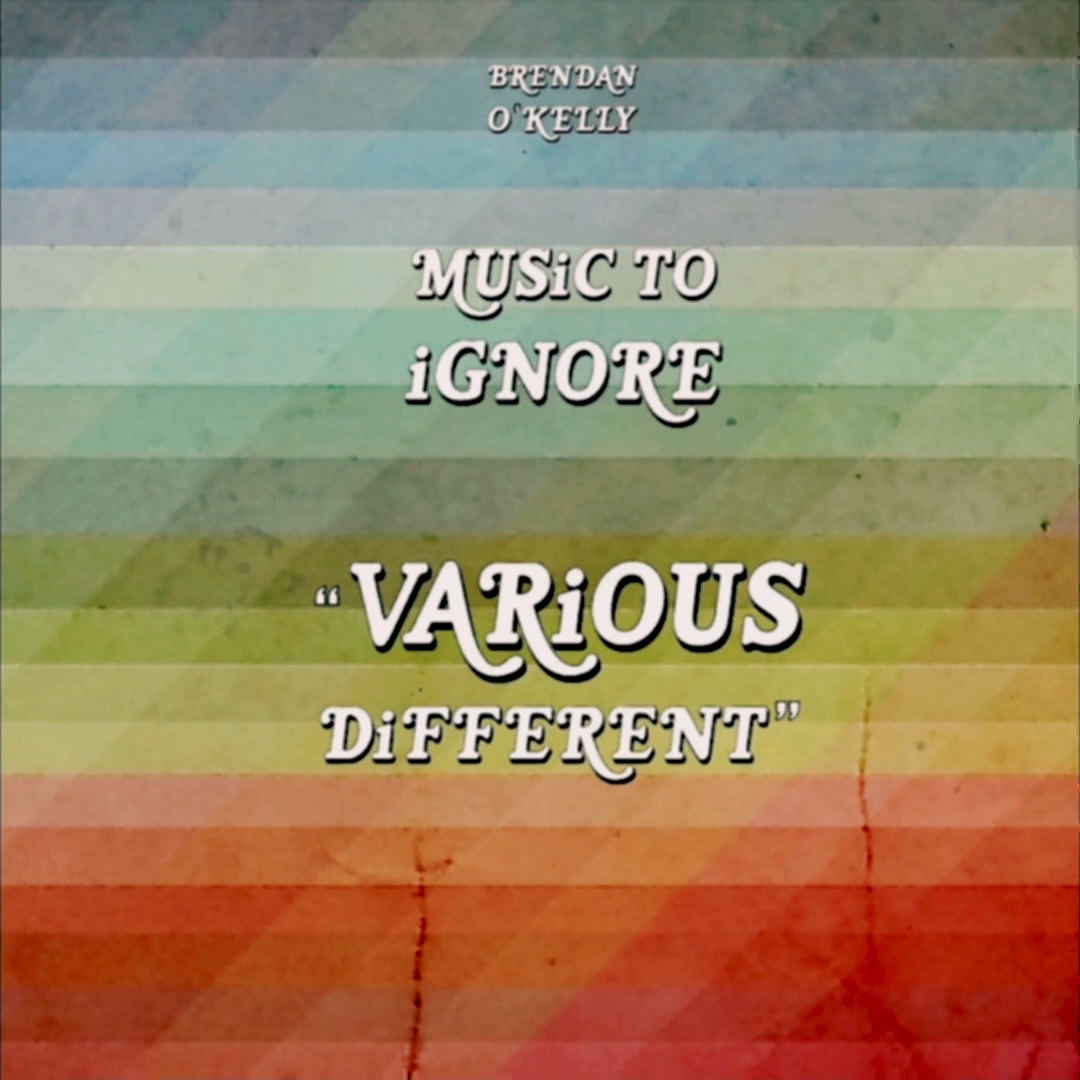 BRENDAN
O'KELLY
MUSiC TO
iGNORE
“VARiOUS
DiFFERENT”